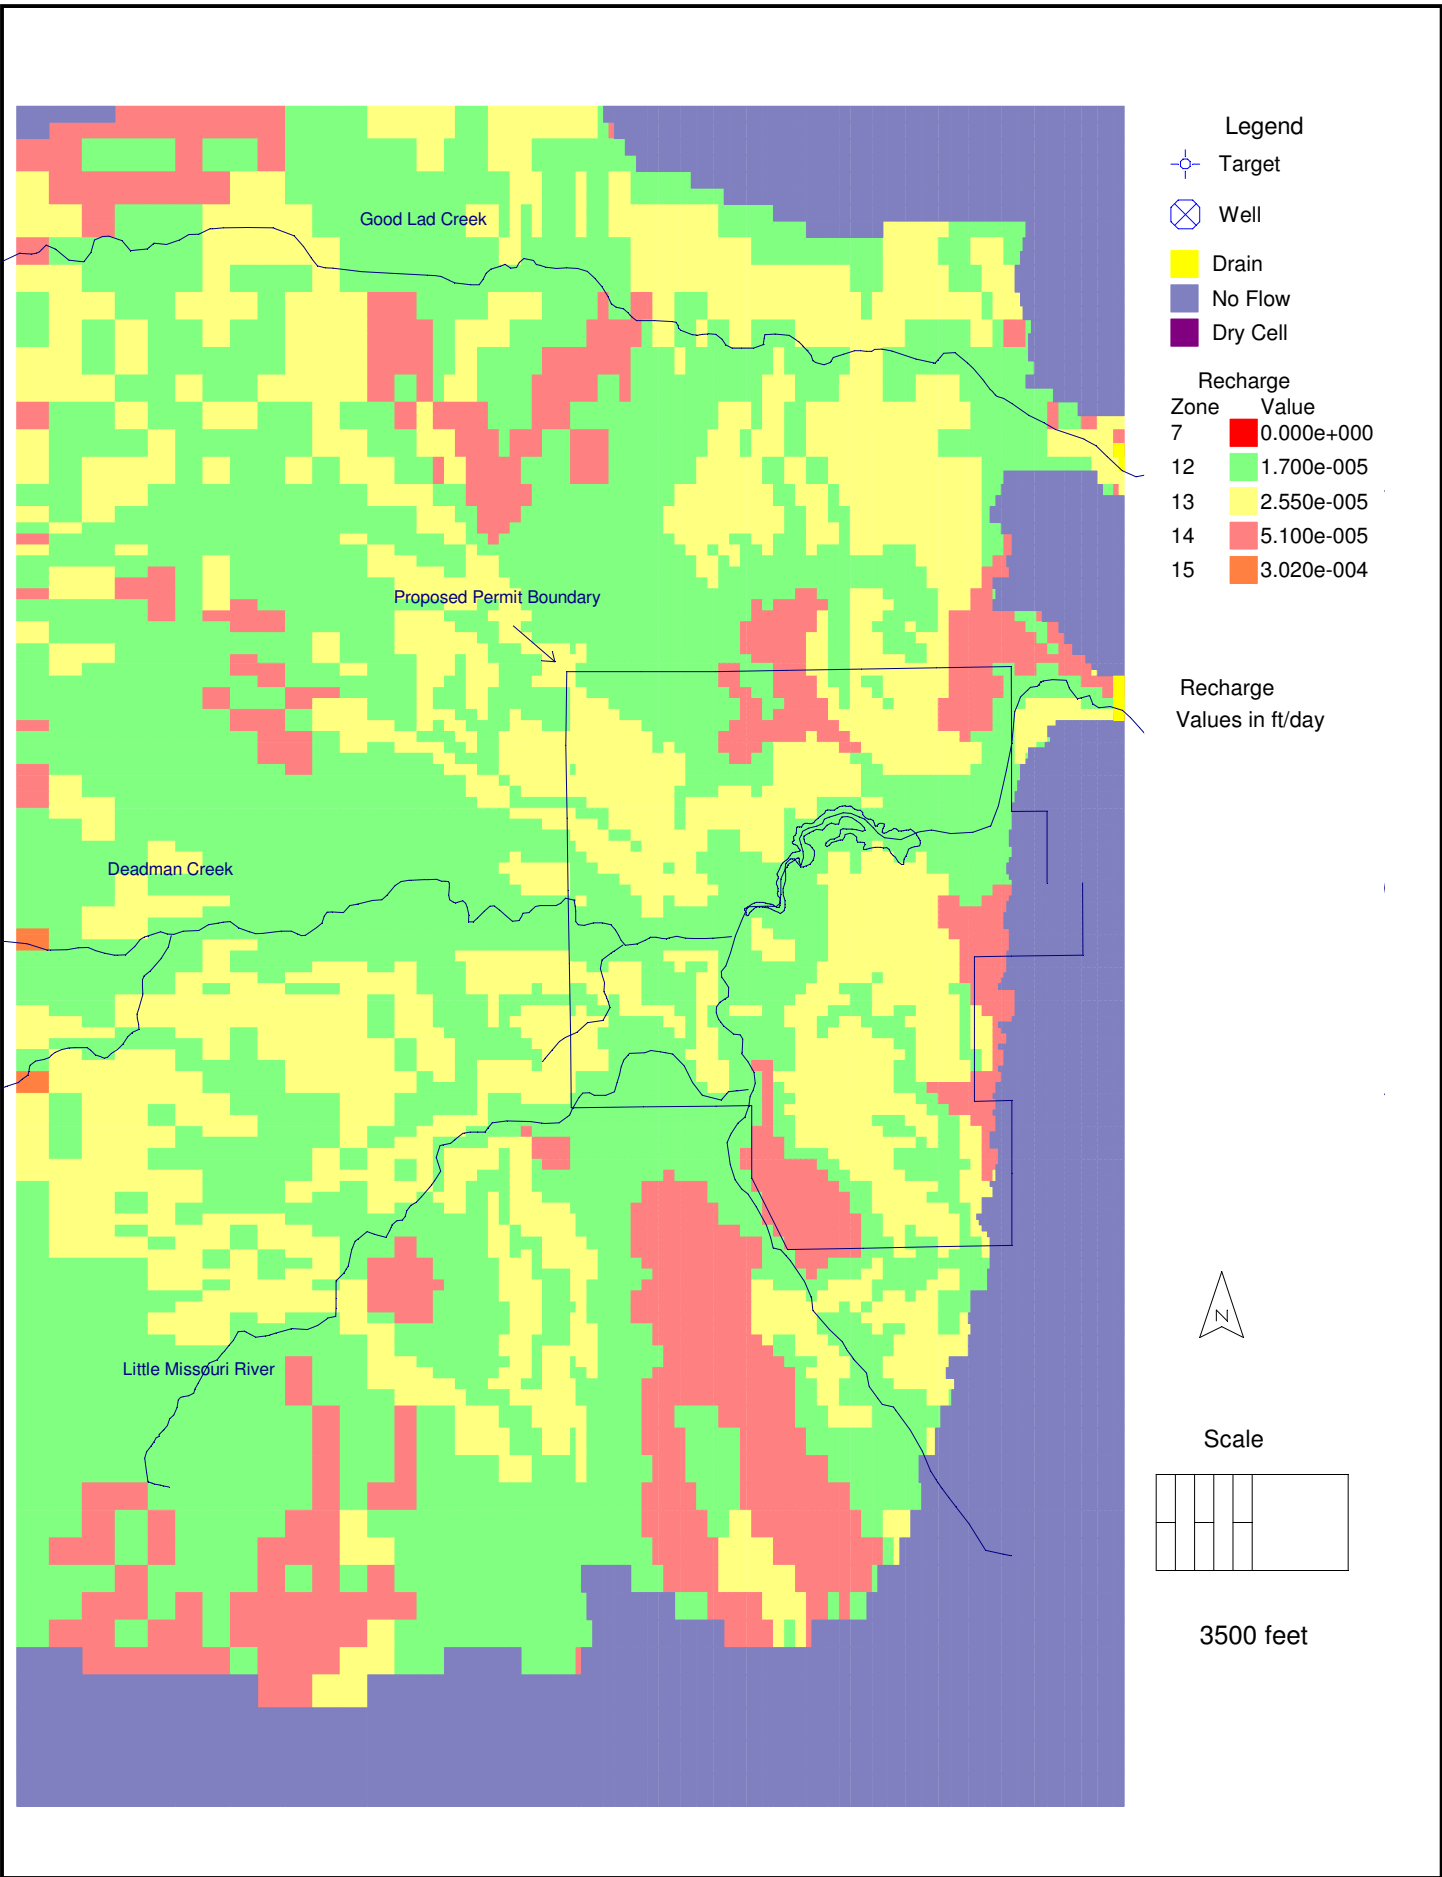 Legend
Target
Well
Drain
No Flow
Dry Cell
Recharge
Zone Value
7 0.000e+000
12 1.700e-005
13 2.550e-005
14 5.100e-005
15 3.020e-004
Good Lad Creek
Proposed Permit Boundary
Recharge
Values in ft/day
Deadman Creek
N
Little Missouri River
Scale
3500 feet